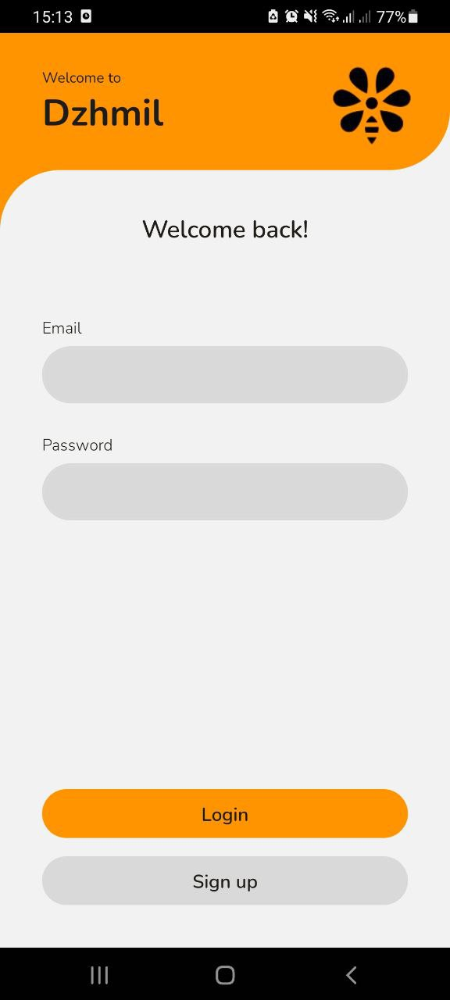 15:13
77%
Welcome to
Dzhmil
Welcome back!
Email
Password
Login
Sign up